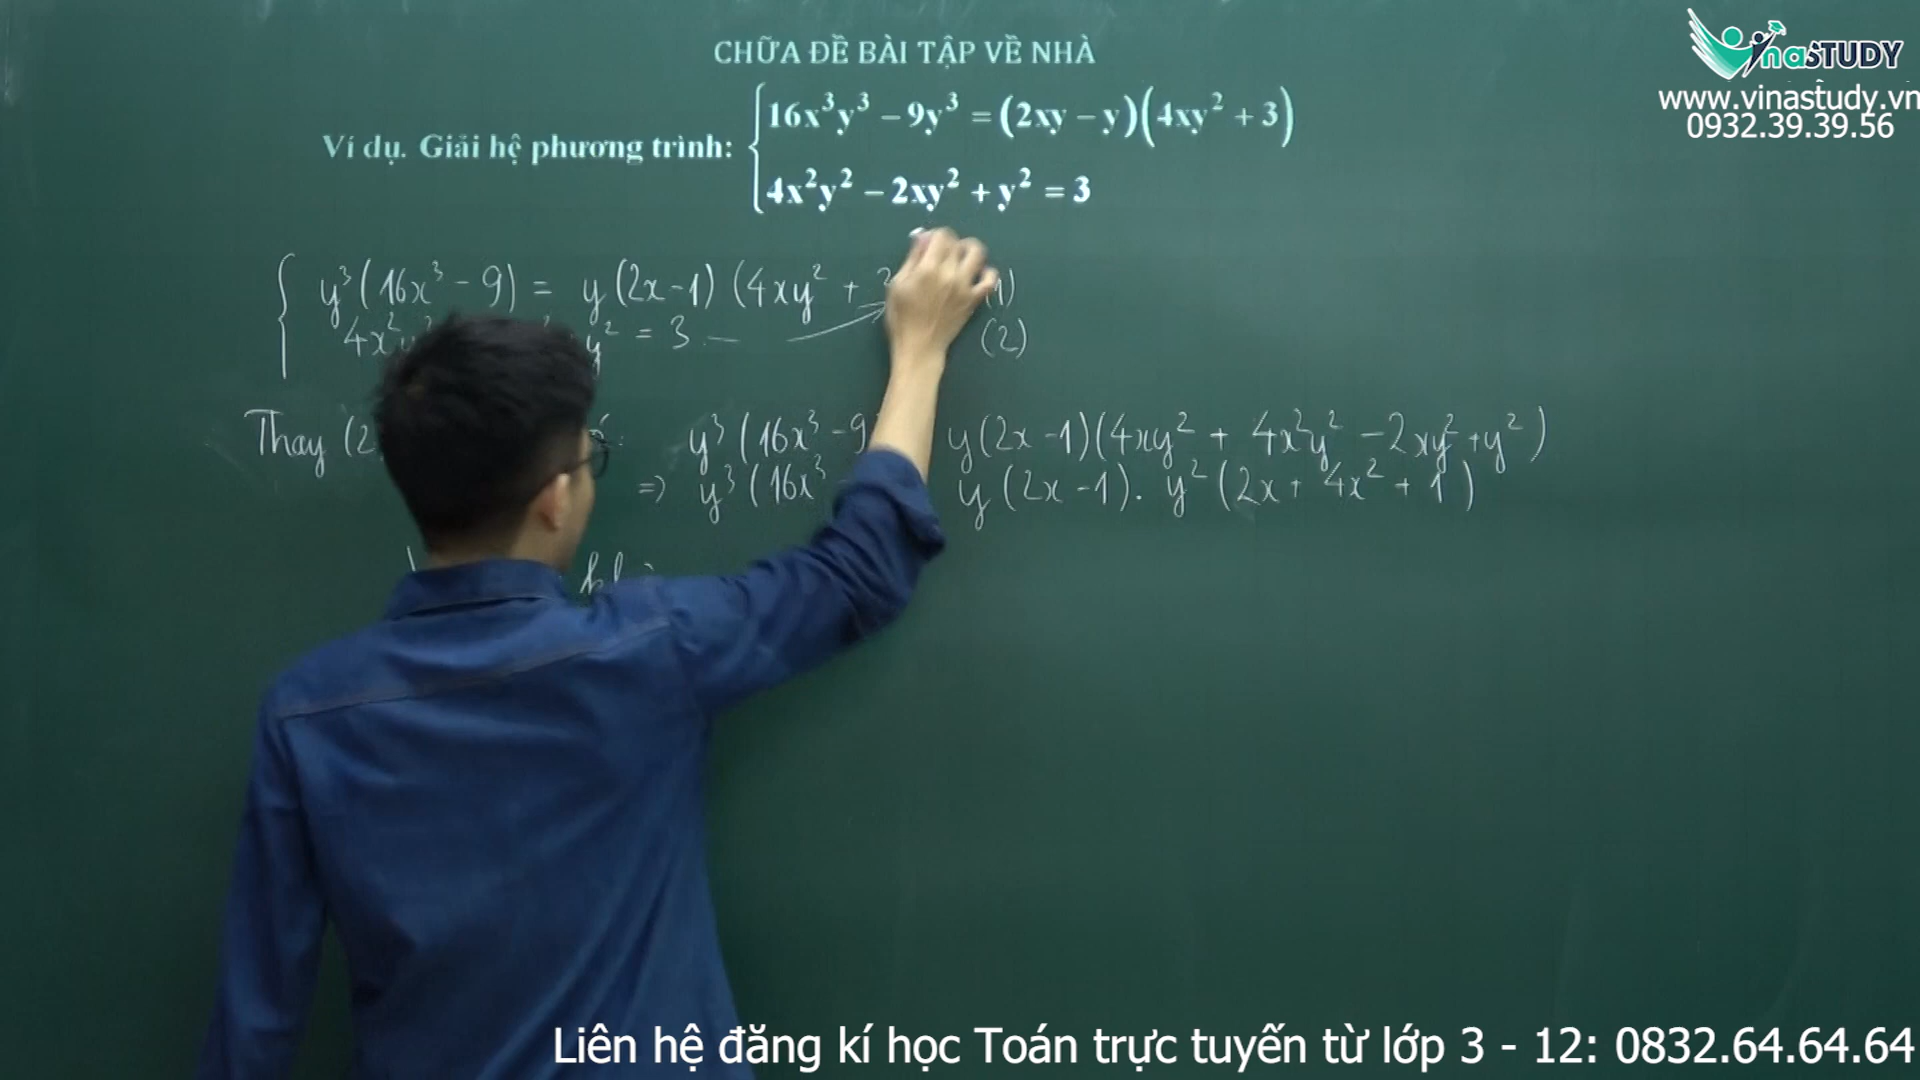 VinaSTUDY
www.vinastudy.vn
0932.39.39.56
CHỮA ĐỀ BÀI TẬP VỀ NHÀ
Ví dụ. Giải hệ phương trình:
16x³y³ − 9y³ = (2xy − y)(4xy² + 3)
4x²y² − 2xy² + y² = 3
y³(16x³ − 9) = y(2x−1)(4xy² + (1)
4x² y² = 3 (2)
Thay (2 y³(16x³ − 9 y(2x−1)(4xy² + 4x²y² − 2xy² + y²)
=> y³(16x³ y(2x−1). y²(2x + 4x² + 1)
Liên hệ đăng kí học Toán trực tuyến từ lớp 3 - 12: 0832.64.64.64